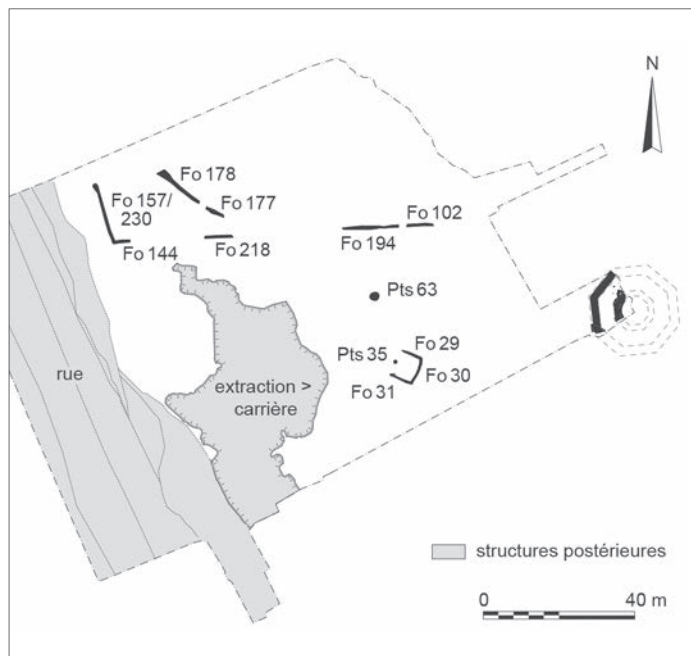 N
Fo 178
Fo 157/
230
Fo 177
Fo 102
Fo 144
Fo 218
Fo 194
Pts 63
Pts 35
Fo 29
Fo 30
Fo 31
rue
extraction >
carrière
structures postérieures
0 40 m